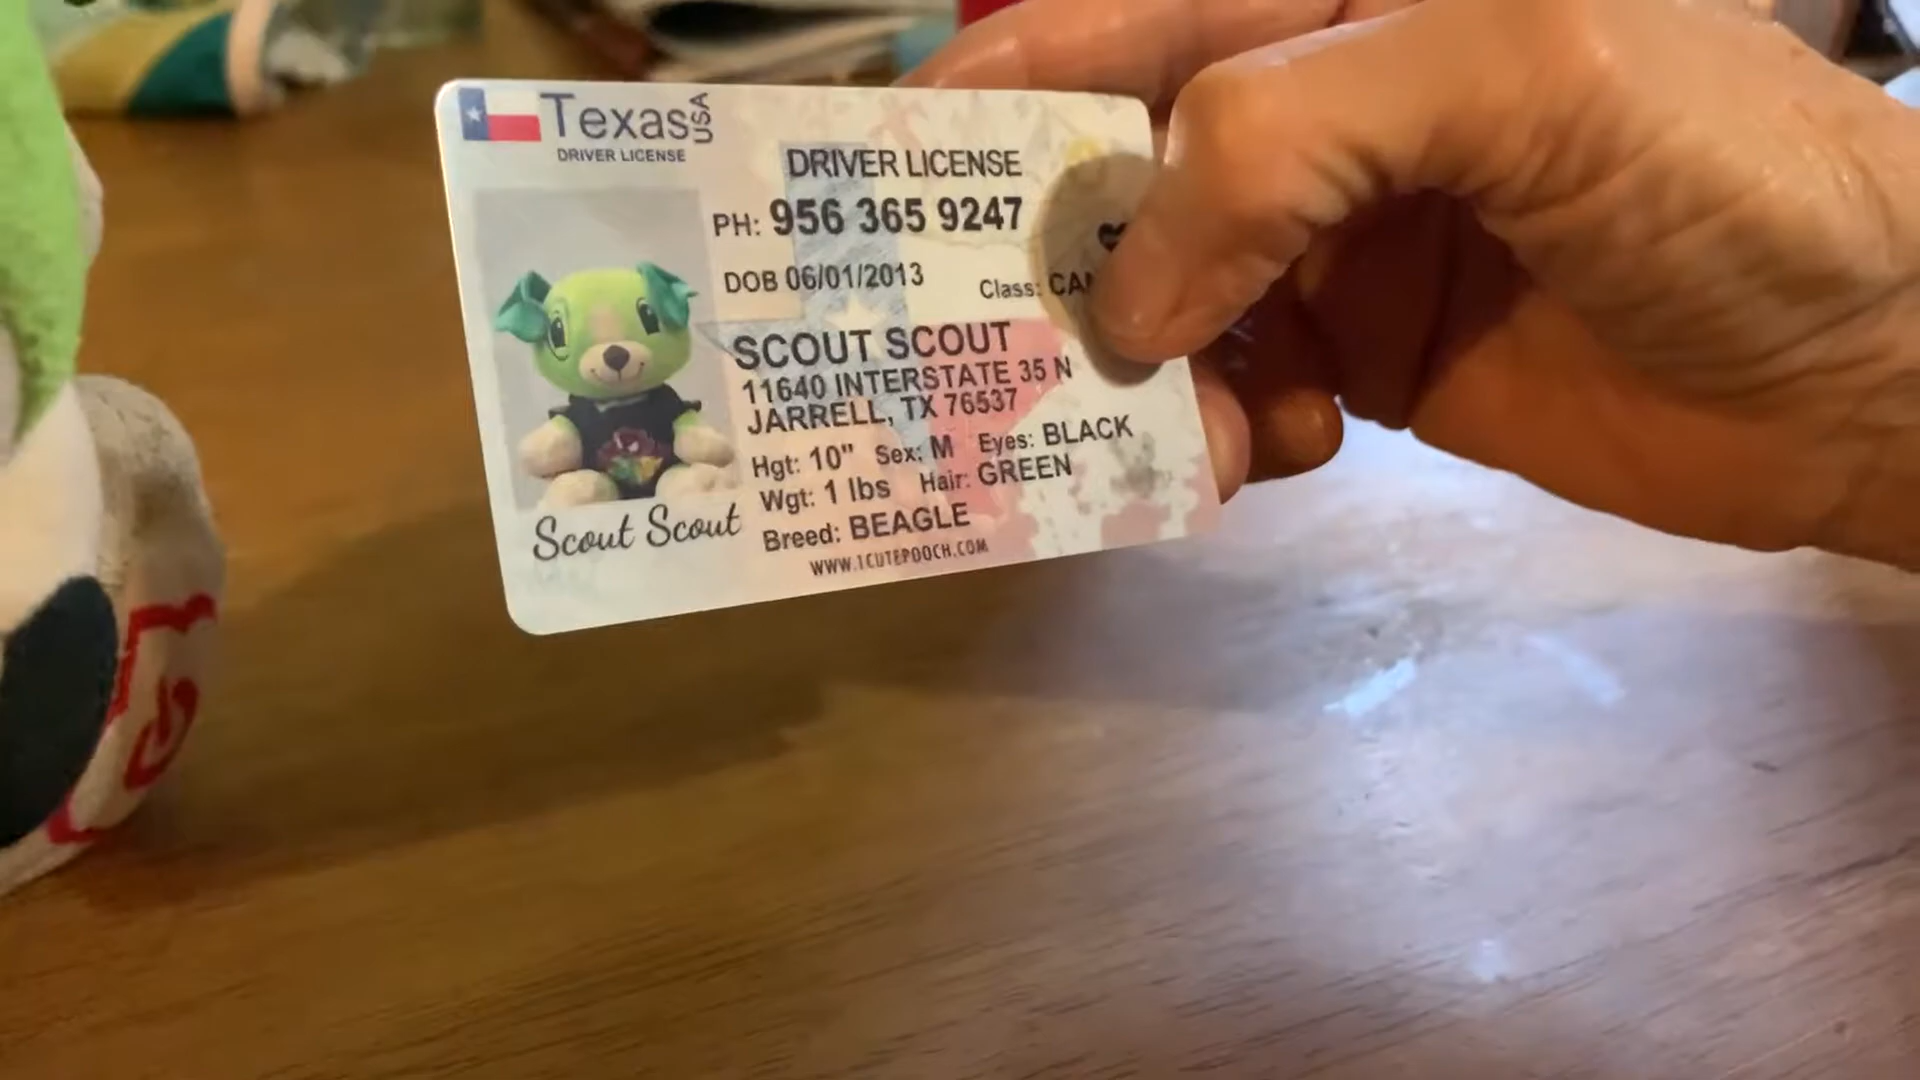 Texas USA
DRIVER LICENSE
DRIVER LICENSE
PH: 956 365 9247
DOB 06/01/2013 Class:
SCOUT SCOUT
11640 INTERSTATE 35 N
JARRELL, TX 76537
Hgt: 10" Sex: M Eyes: BLACK
Wgt: 1 lbs Hair: GREEN
Breed: BEAGLE
WWW.1CUTEPOOCH.COM
Scout Scout